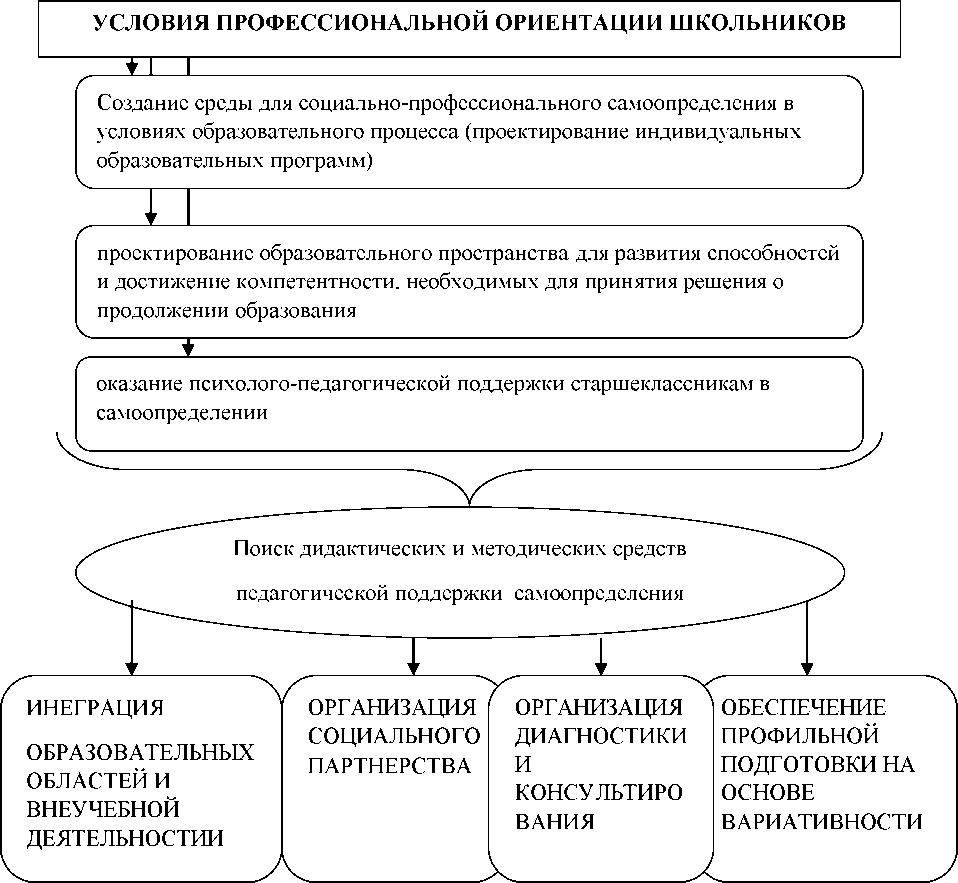 УСЛОВИЯ ПРОФЕССИОНАЛЬНОЙ ОРИЕНТАЦИИ ШКОЛЬНИКОВ
Создание среды для социально-профессионального самоопределения в
условиях образовательного процесса (проектирование индивидуальных
образовательных программ)
проектирование образовательного пространства для развития способностей
и достижение компетентности. необходимых для принятия решения о
продолжении образования
оказание психолого-педагогической поддержки старшеклассникам в
самоопределении
Поиск дидактических и методических средств
педагогической поддержки самоопределения
ИНЕГРАЦИЯ
ОБРАЗОВАТЕЛЬНЫХ
ОБЛАСТЕЙ И
ВНЕУЧЕБНОЙ
ДЕЯТЕЛЬНОСТИИ
ОРГАНИЗАЦИЯ
СОЦИАЛЬНОГО
ПАРТНЕРСТВА
ОРГАНИЗАЦИЯ
ДИАГНОСТИКИ
И
КОНСУЛЬТИРО
ВАНИЯ
ОБЕСПЕЧЕНИЕ
ПРОФИЛЬНОЙ
ПОДГОТОВКИ НА
ОСНОВЕ
ВАРИАТИВНОСТИ